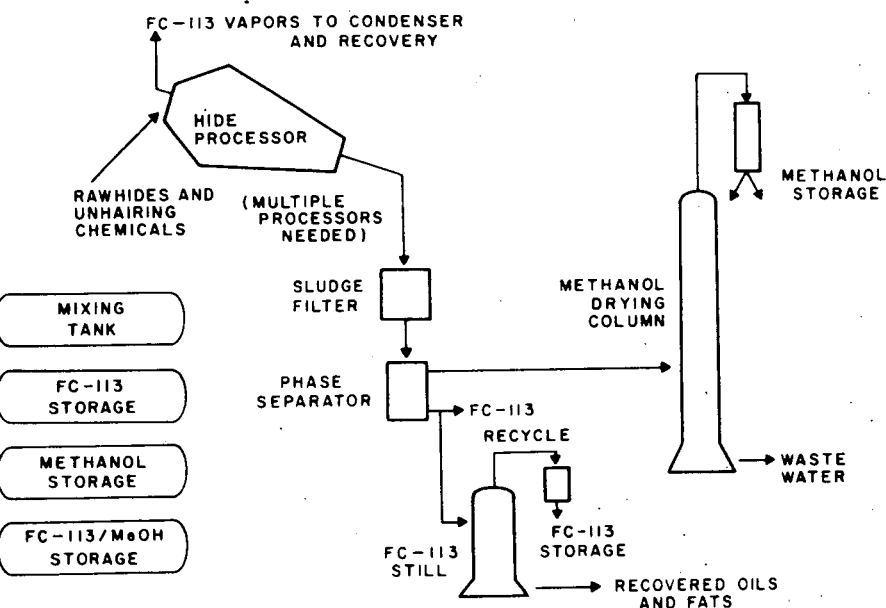 FC-113 VAPORS TO CONDENSER
AND RECOVERY
HIDE
PROCESSOR
RAWHIDES AND
UNHAIRING
CHEMICALS
(MULTIPLE
PROCESSORS
NEEDED)
METHANOL
STORAGE
SLUDGE
FILTER
METHANOL
DRYING
COLUMN
MIXING
TANK
FC-113
STORAGE
PHASE
SEPARATOR
FC-113
RECYCLE
METHANOL
STORAGE
WASTE
WATER
FC-113/MeOH
STORAGE
FC-113
STILL
FC-113
STORAGE
RECOVERED OILS
AND FATS